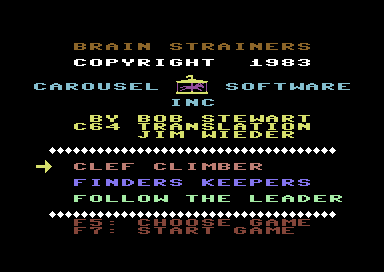 BRAIN STRAINERS
COPYRIGHT 1983
CAROUSEL SOFTWARE
INC
BY BOB STEWART
C64 TRANSLATION
JIM WIEDER
CLEF CLIMBER
FINDERS KEEPERS
FOLLOW THE LEADER
F5: CHOOSE GAME
F7: START GAME